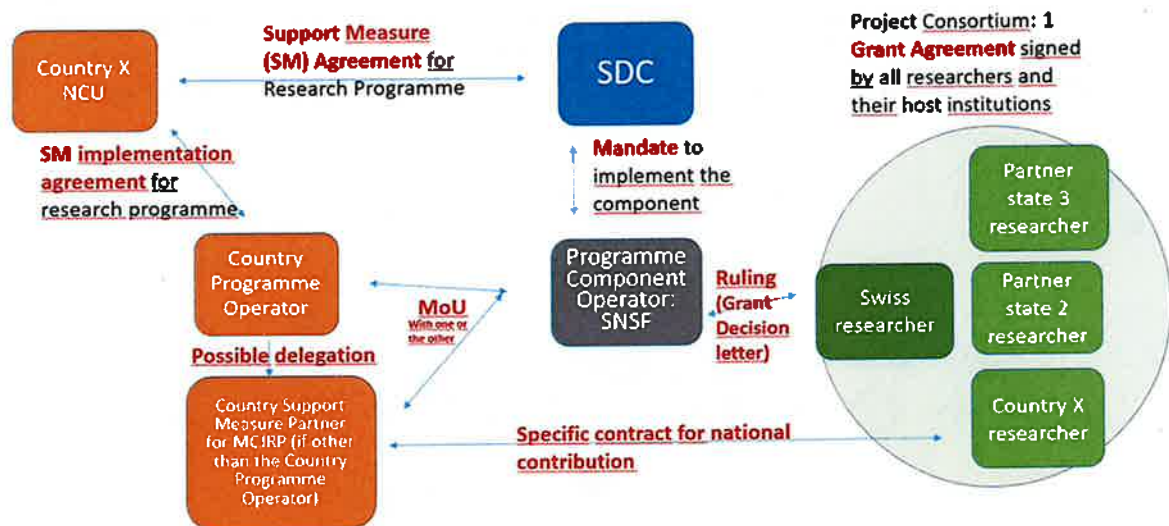 Country X
NCU
Support Measure
(SM) Agreement for
Research Programme
SDC
Project Consortium: 1
Grant Agreement signed
by all researchers and
their host institutions
SM implementation
agreement for
research programme
Mandate to
implement the
component
Country
Programme
Operator
MoU
With one or
the other
Programme
Component
Operator:
SNSF
Ruling
(Grant
Decision
letter)
Swiss
researcher
Partner
state 3
researcher
Partner
state 2
researcher
Country X
researcher
Possible delegation
Country Support
Measure Partner
for MCJRP (if other
than the Country
Programme
Operator)
Specific contract for national
contribution